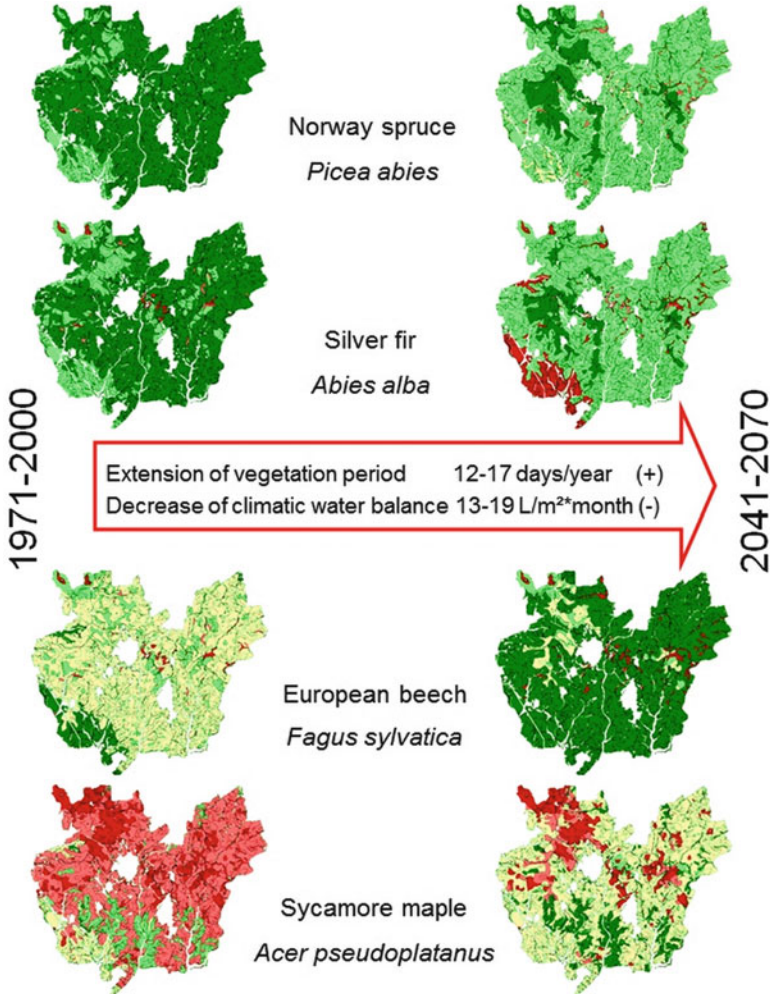 Norway spruce
Picea abies
Silver fir
Abies alba
1971-2000
Extension of vegetation period 12-17 days/year (+)
Decrease of climatic water balance 13-19 L/m²*month (-)
2041-2070
European beech
Fagus sylvatica
Sycamore maple
Acer pseudoplatanus